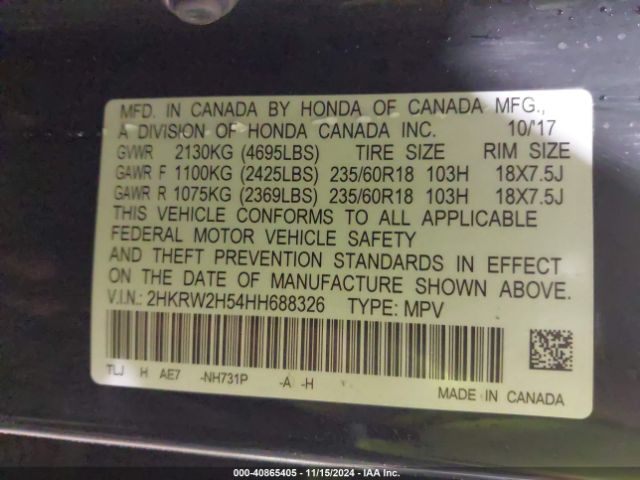 MFD. IN CANADA BY HONDA OF CANADA MFG.,
A DIVISION OF HONDA CANADA INC. 10/'17
GVWR 2130KG (4695LBS) TIRE SIZE RIM SIZE
GAWR F 1100KG (2425LBS) 235/60R18 103H 18X7.5J
GAWR R 1075KG (2369LBS) 235/60R18 103H 18X7.5J
THIS VEHICLE CONFORMS TO ALL APPLICABLE
FEDERAL MOTOR VEHICLE SAFETY
AND THEFT PREVENTION STANDARDS IN EFFECT
ON THE DATE OF MANUFACTURE SHOWN ABOVE.
V.I.N.: 2HKRW2H54HH688326 TYPE: MPV
TLJ H AE7 -NH731P -A -H
MADE IN CANADA
000-40865405 - 11/15/2024 - IAA Inc.